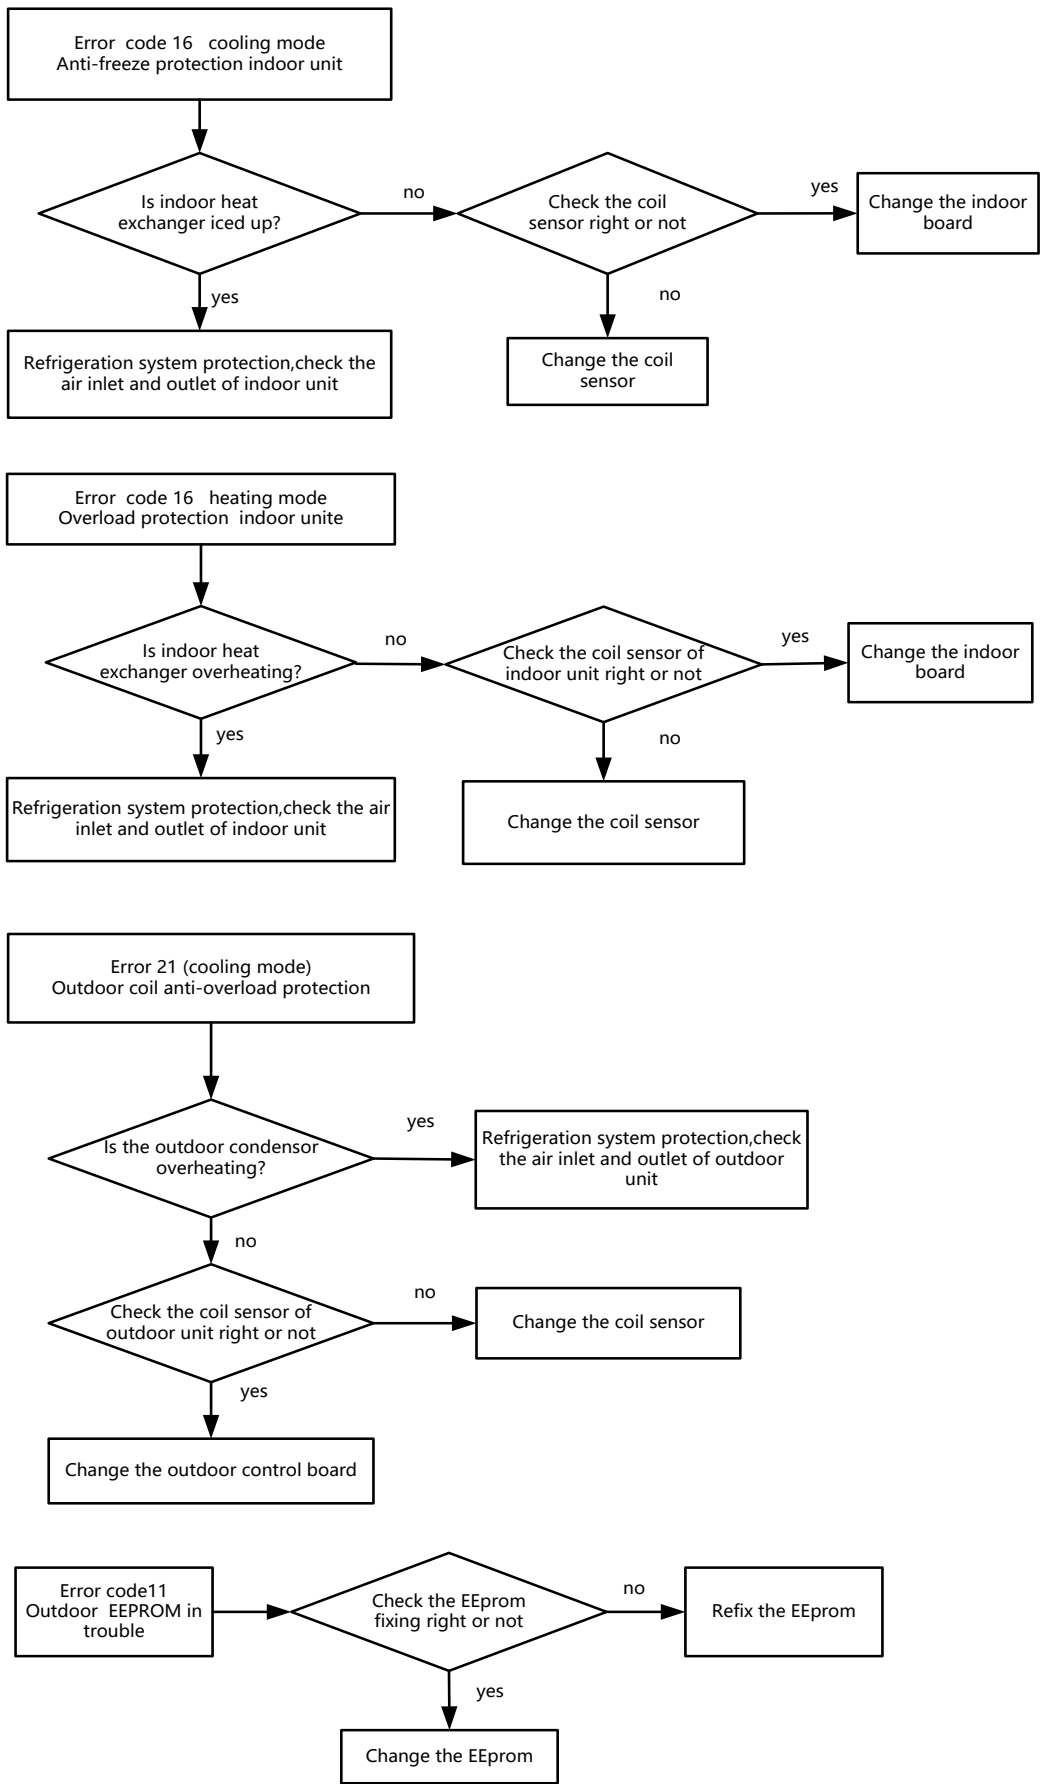 Error code 16 cooling mode
Anti-freeze protection indoor unit
Is indoor heat
exchanger iced up?
no
Check the coil
sensor right or not
yes
Change the indoor
board
yes
no
Refrigeration system protection,check the
air inlet and outlet of indoor unit
Change the coil
sensor
Error code 16 heating mode
Overload protection indoor unite
Is indoor heat
exchanger overheating?
no
Check the coil sensor of
indoor unit right or not
yes
Change the indoor
board
yes
no
Refrigeration system protection,check the air
inlet and outlet of indoor unit
Change the coil sensor
Error 21 (cooling mode)
Outdoor coil anti-overload protection
Is the outdoor condensor
overheating?
yes
Refrigeration system protection,check
the air inlet and outlet of outdoor
unit
no
Check the coil sensor of
outdoor unit right or not
no
Change the coil sensor
yes
Change the outdoor control board
Error code11
Outdoor EEPROM in
trouble
Check the EEprom
fixing right or not
no
Refix the EEprom
yes
Change the EEprom